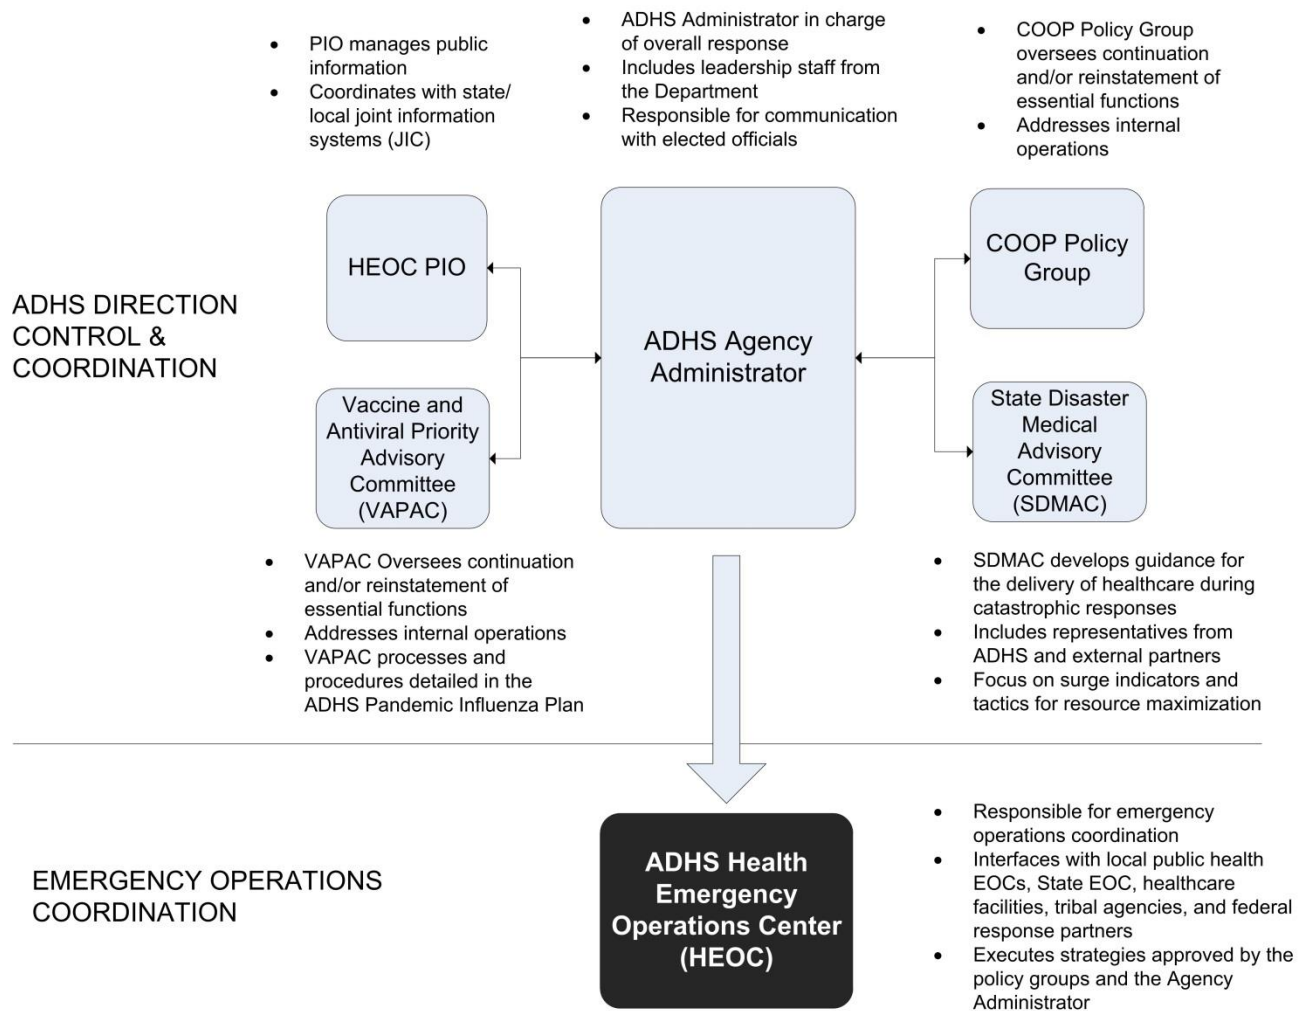 • PIO manages public
information
• Coordinates with state/
local joint information
systems (JIC)
• ADHS Administrator in charge
of overall response
• Includes leadership staff from
the Department
• Responsible for communication
with elected officials
• COOP Policy Group
oversees continuation
and/or reinstatement of
essential functions
• Addresses internal
operations
ADHS DIRECTION
CONTROL &
COORDINATION
HEOC PIO
ADHS Agency
Administrator
COOP Policy
Group
Vaccine and
Antiviral Priority
Advisory
Committee
(VAPAC)
State Disaster
Medical
Advisory
Committee
(SDMAC)
• VAPAC Oversees continuation
and/or reinstatement of
essential functions
• Addresses internal operations
• VAPAC processes and
procedures detailed in the
ADHS Pandemic Influenza Plan
• SDMAC develops guidance for
the delivery of healthcare during
catastrophic responses
• Includes representatives from
ADHS and external partners
• Focus on surge indicators and
tactics for resource maximization
EMERGENCY OPERATIONS
COORDINATION
ADHS Health
Emergency
Operations Center
(HEOC)
• Responsible for emergency
operations coordination
• Interfaces with local public health
EOCs, State EOC, healthcare
facilities, tribal agencies, and federal
response partners
• Executes strategies approved by the
policy groups and the Agency
Administrator